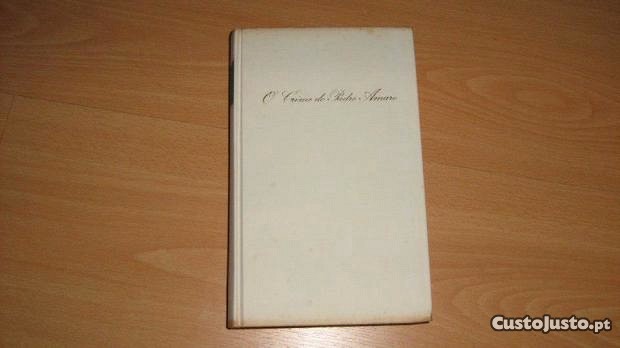 O Crime do Padre Amaro
CustoJusto.pt